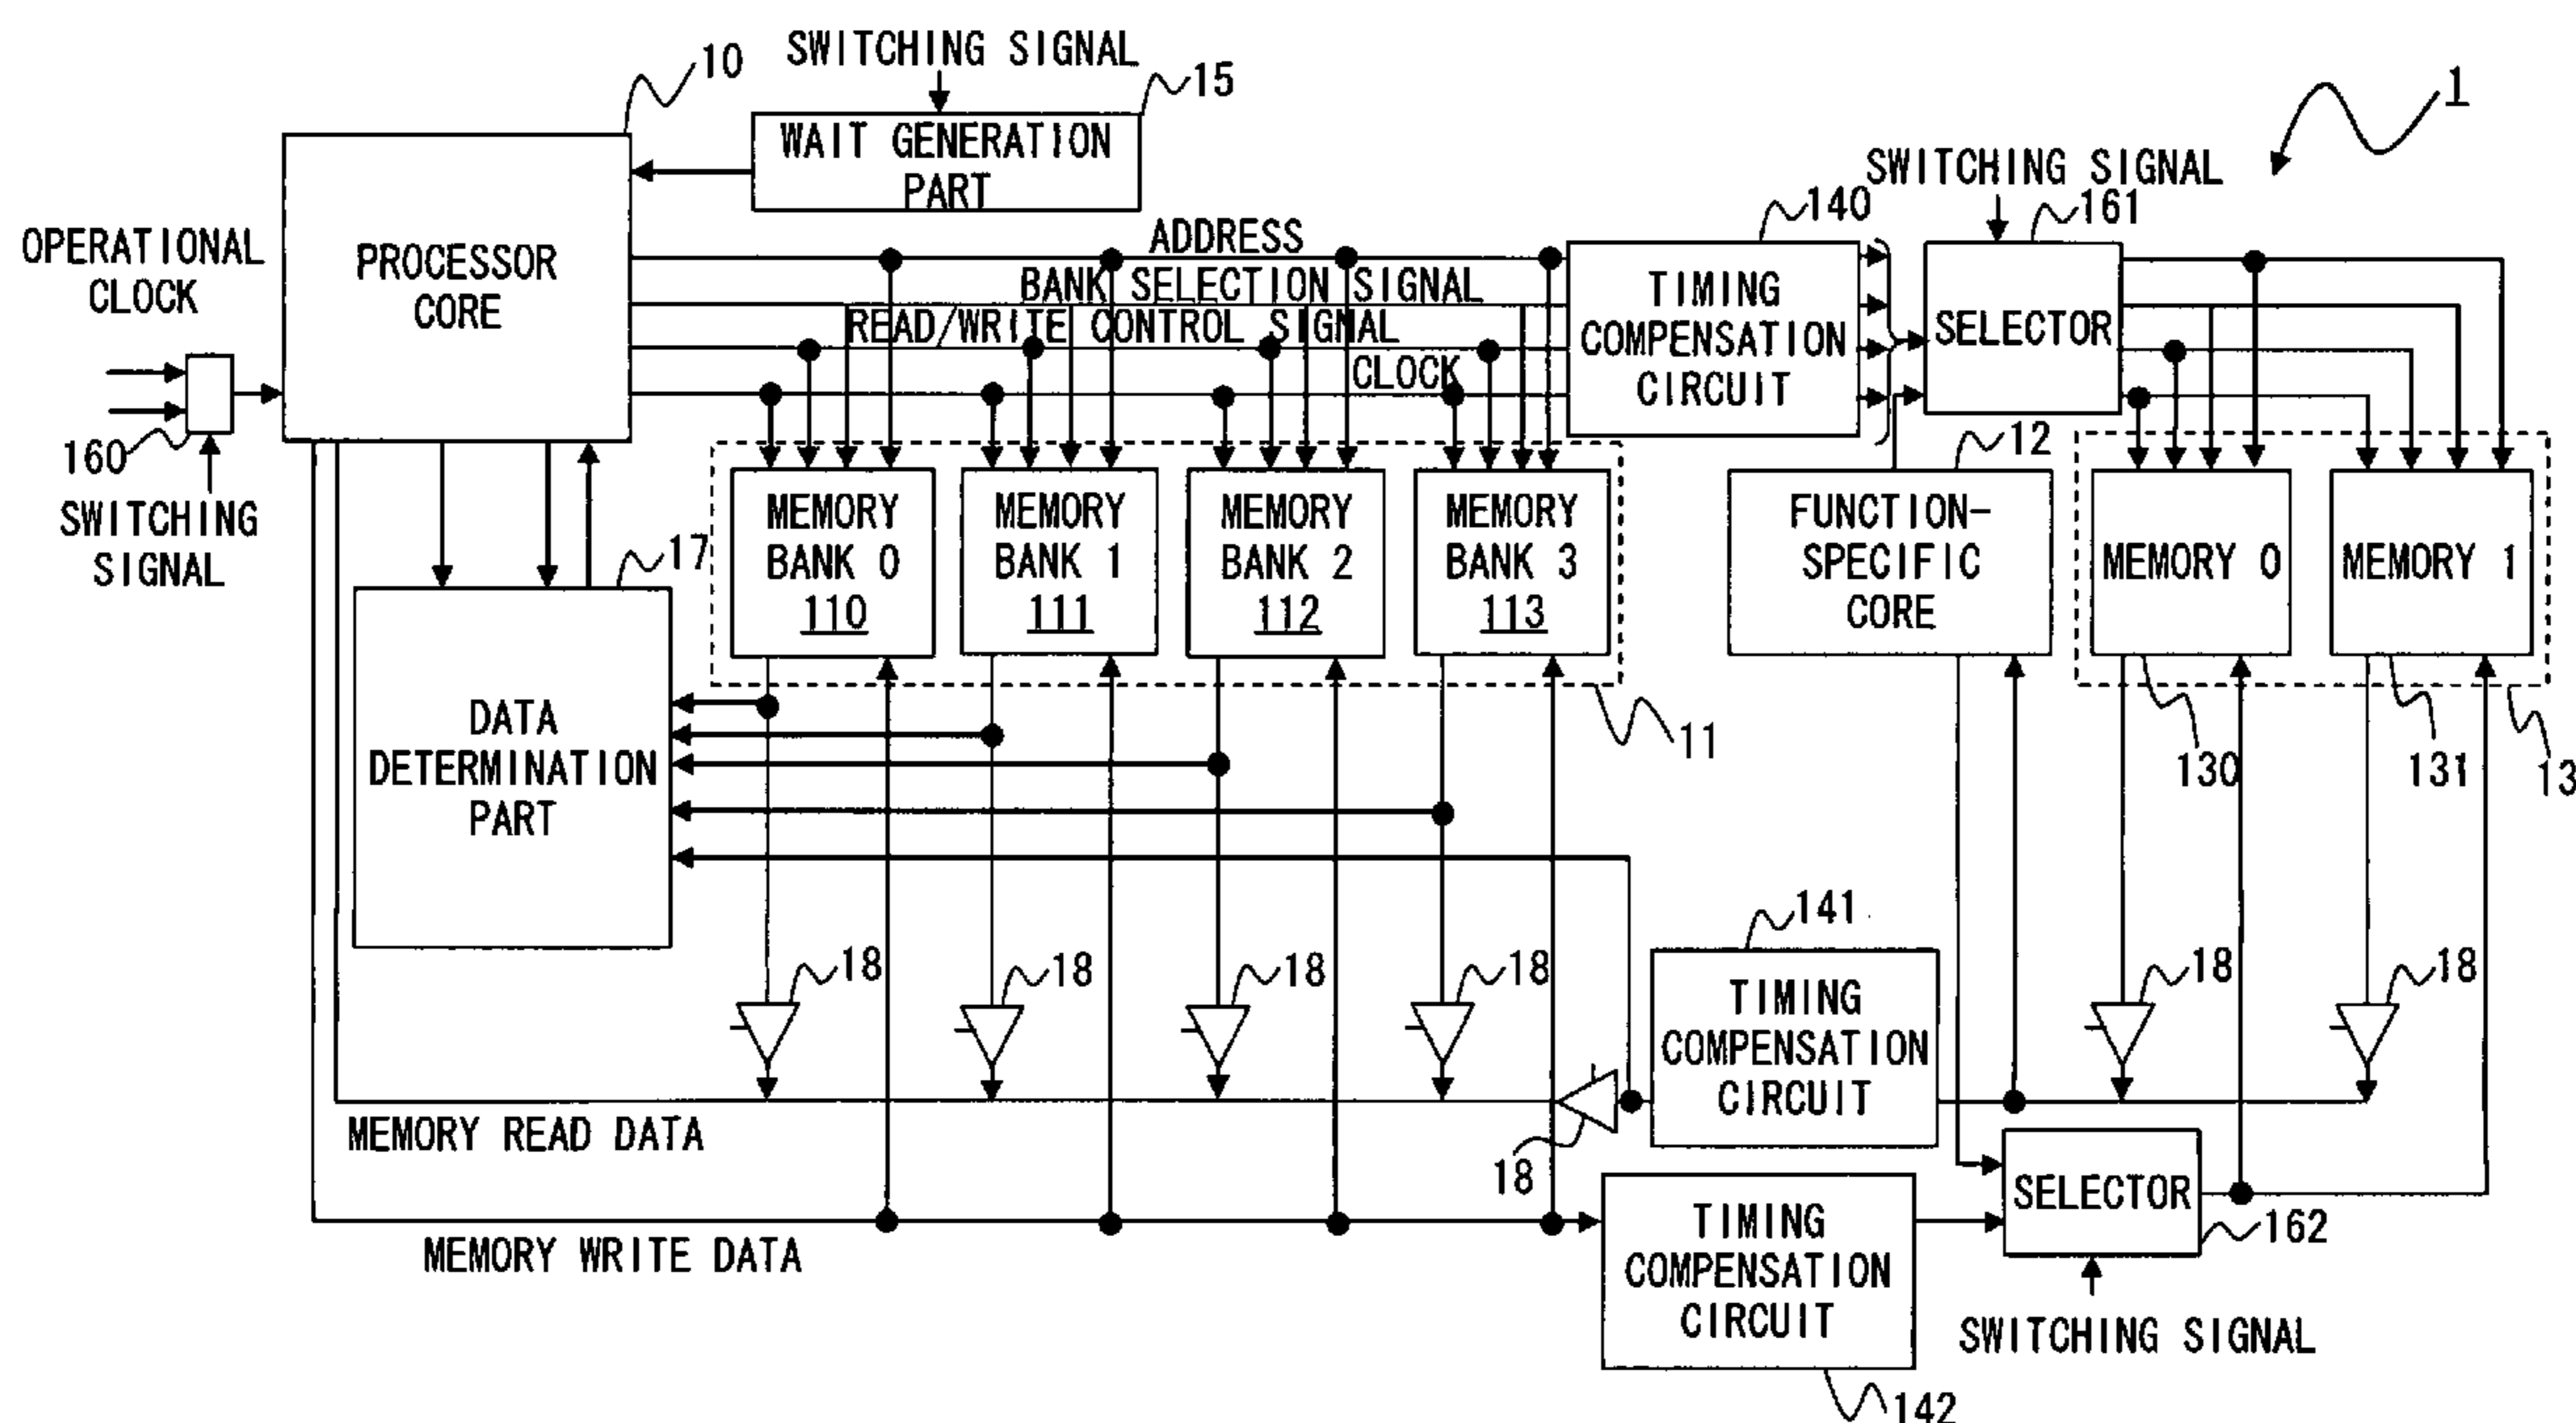 SWITCHING SIGNAL
10
15
1
WAIT GENERATION
PART
SWITCHING SIGNAL
140
161
OPERATIONAL
CLOCK
PROCESSOR
CORE
ADDRESS
BANK SELECTION SIGNAL
READ/WRITE CONTROL SIGNAL
CLOCK
TIMING
COMPENSATION
CIRCUIT
SELECTOR
160
SWITCHING
SIGNAL
12
17
MEMORY
BANK 0
110
MEMORY
BANK 1
111
MEMORY
BANK 2
112
MEMORY
BANK 3
113
FUNCTION-
SPECIFIC
CORE
MEMORY 0
MEMORY 1
DATA
DETERMINATION
PART
11
130
131
13
141
18
18
18
18
18
18
TIMING
COMPENSATION
CIRCUIT
MEMORY READ DATA
18
SELECTOR
162
MEMORY WRITE DATA
TIMING
COMPENSATION
CIRCUIT
SWITCHING SIGNAL
142